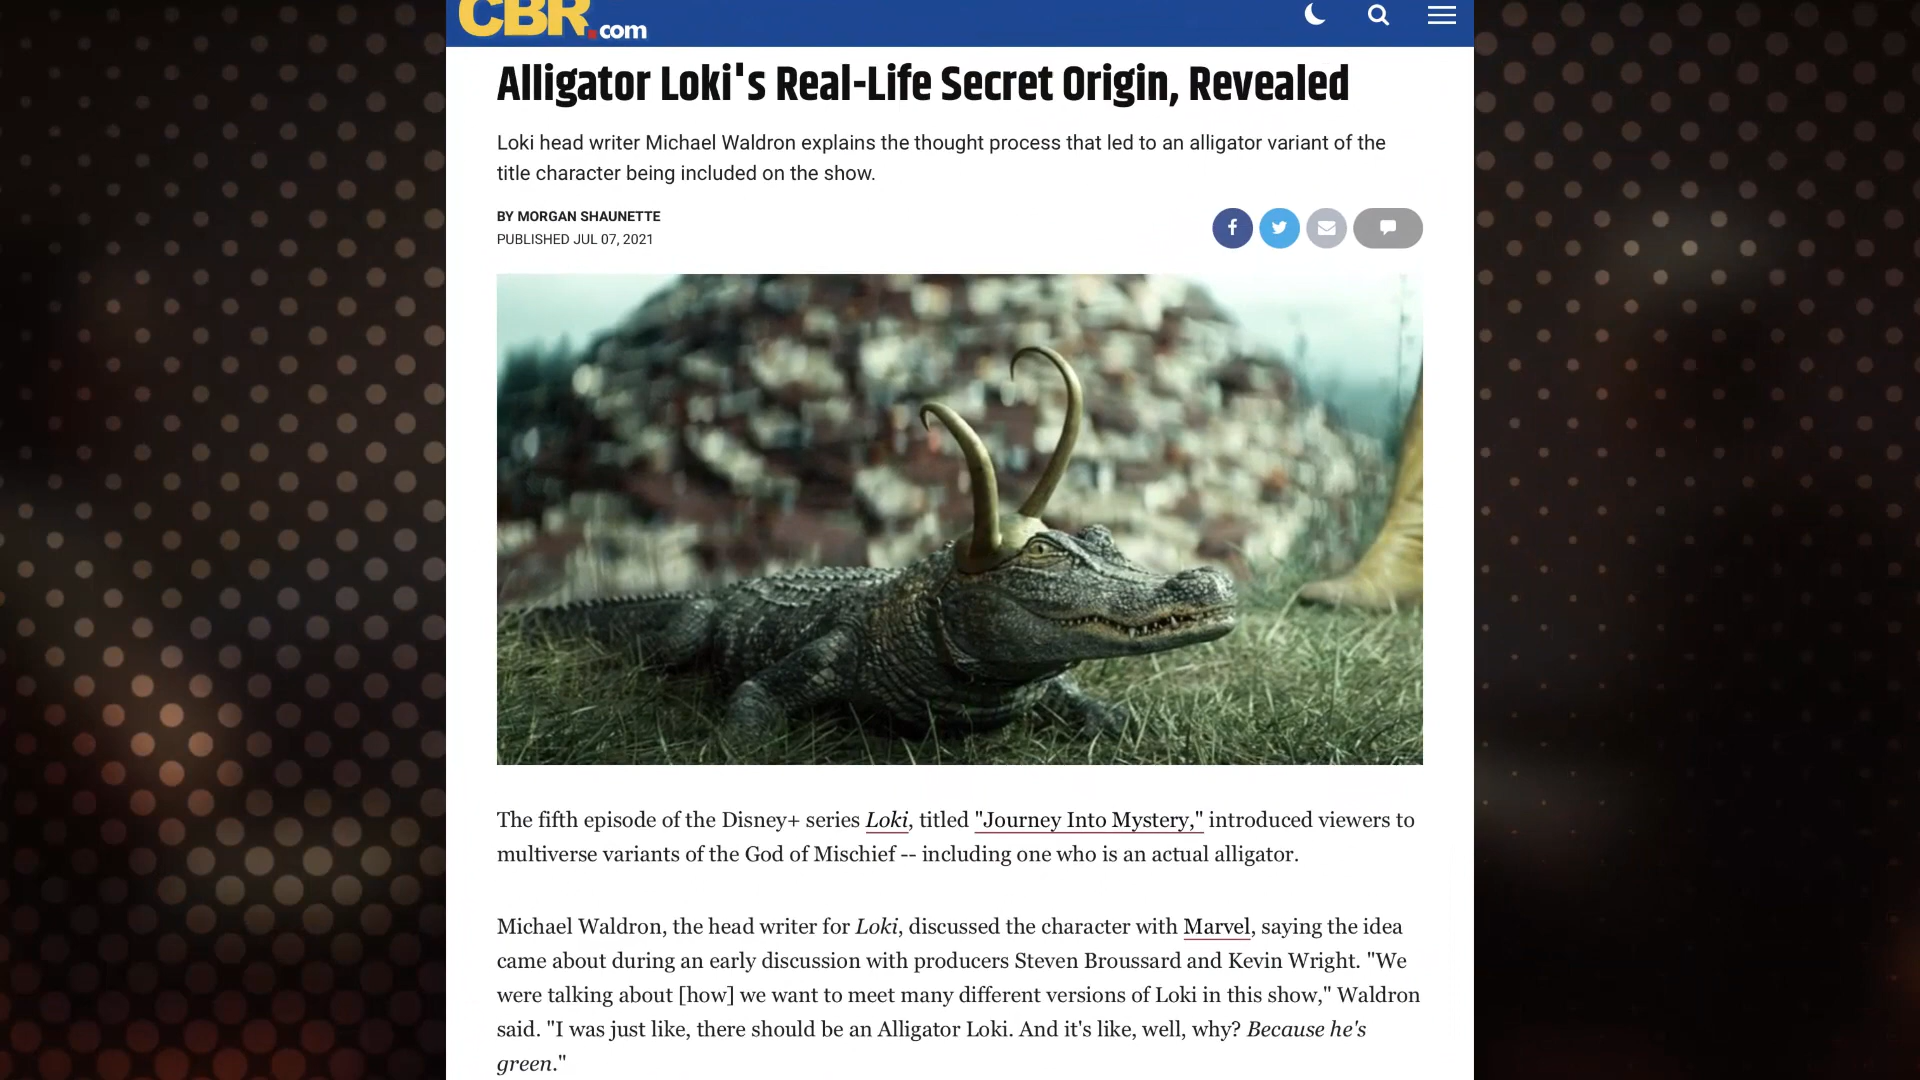 CBR.com
Alligator Loki's Real-Life Secret Origin, Revealed
Loki head writer Michael Waldron explains the thought process that led to an alligator variant of the
title character being included on the show.
BY MORGAN SHAUNETTE
PUBLISHED JUL 07, 2021
The fifth episode of the Disney+ series Loki, titled "Journey Into Mystery," introduced viewers to
multiverse variants of the God of Mischief -- including one who is an actual alligator.
Michael Waldron, the head writer for Loki, discussed the character with Marvel, saying the idea
came about during an early discussion with producers Steven Broussard and Kevin Wright. "We
were talking about [how] we want to meet many different versions of Loki in this show," Waldron
said. "I was just like, there should be an Alligator Loki. And it's like, well, why? Because he's
green."